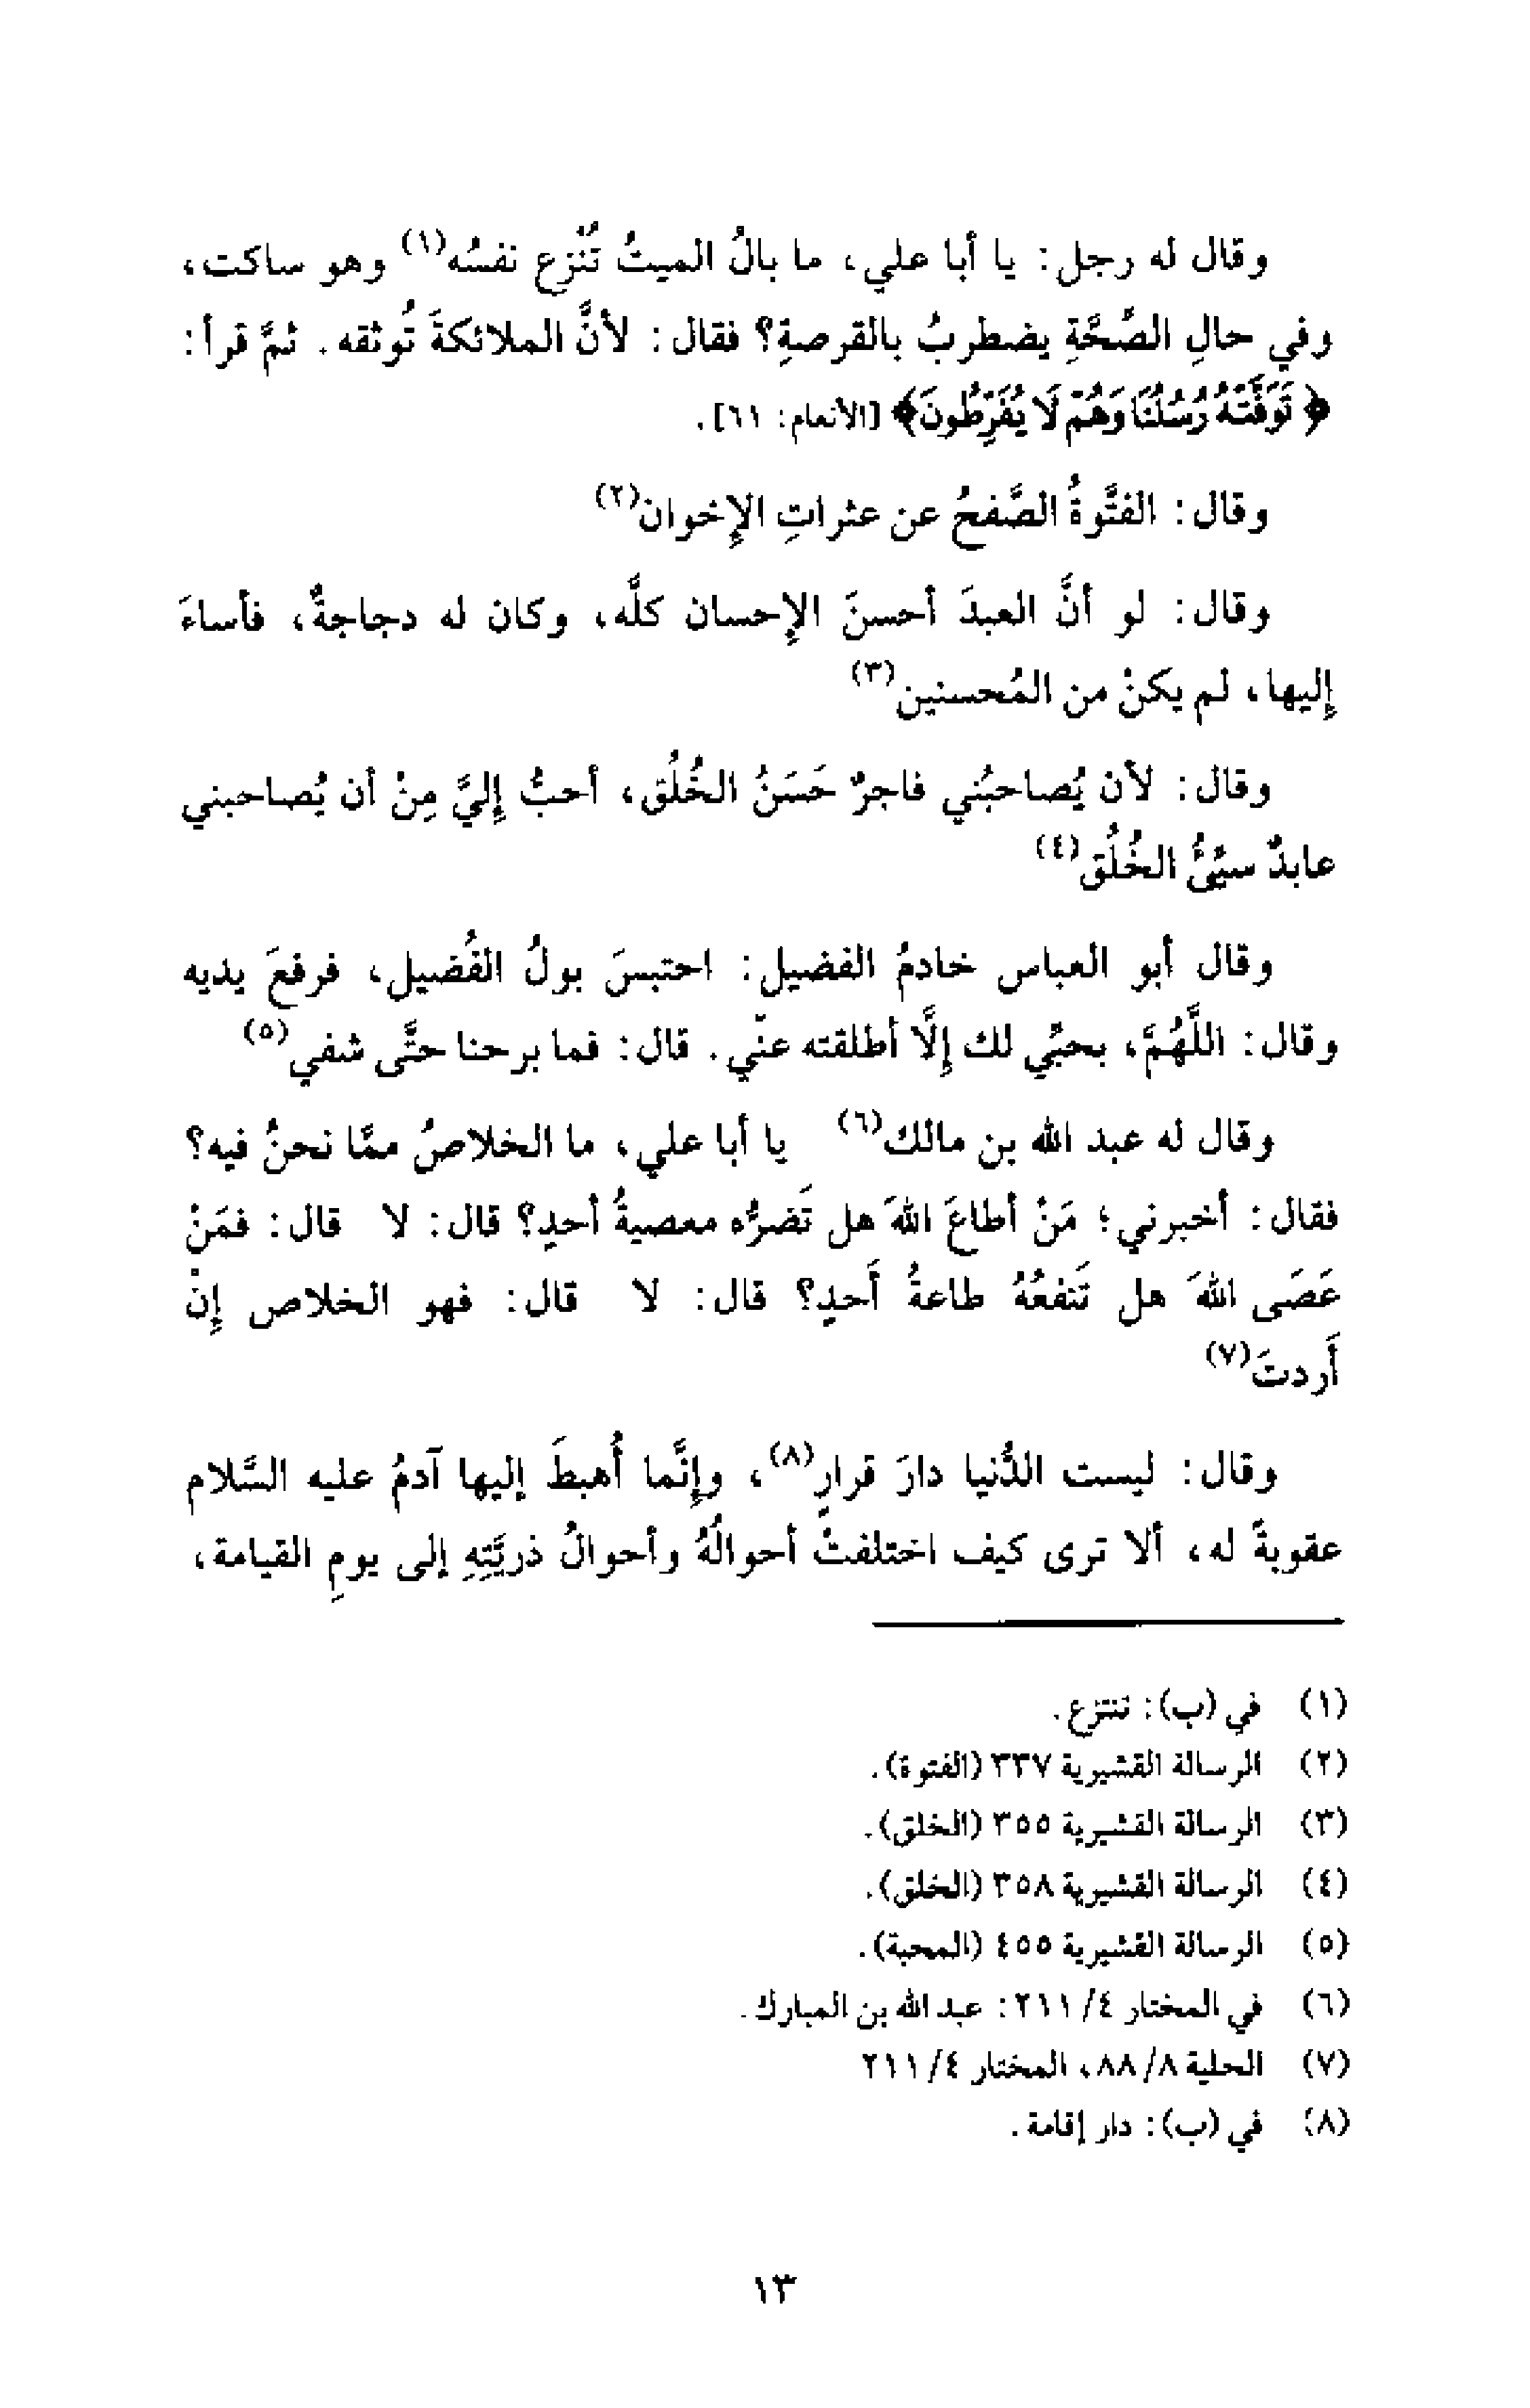 وقال له رجل: يا أبا علي، ما بالُ الميتُ تُنْزع نفسُه(١) وهو ساكت،
وفي حالِ الصِّحَّةِ يضطربُ بالقرصةِ؟ فقال: لأنَّ الملائكةَ تُوثقه. ثمَّ قرأ:
﴿تَوَفَّتْهُ رُسُلُنَا وَهُمْ لَا يُفَرِّطُونَ﴾ [الأنعام: ٦١].
وقال: الفتُّوةُ الصَّفحُ عن عثراتِ الإخوان(٢)
وقال: لو أنَّ العبدَ أحسنَ الإحسان كلَّه، وكان له دجاجةٌ، فأساءَ
إليها، لم يكنْ من المُحسنين(٣)
وقال: لأن يُصاحبُني فاجرٌ حَسَنُ الخُلُق، أحبُّ إليَّ مِنْ أن يُصاحبني
عابدٌ سيِّئُ الخُلُق(٤)
وقال أبو العباس خادمُ الفضيل: احتبسَ بولُ الفُضيل، فرفعَ يديه
وقال: اللَّهُمَّ، بحبِّي لك إلَّا أطلقته عنِّي. قال: فما برحنا حتَّى شفي(٥)
وقال له عبد الله بن مالك(٦) يا أبا علي، ما الخلاصُ ممَّا نحنُ فيه؟
فقال: أخبرني؛ مَنْ أطاعَ اللهَ هل تَضرُّه معصيةُ أحدٍ؟ قال: لا قال: فمَنْ
عَصَى اللهَ هل تَنفعُهُ طاعةُ أَحدٍ؟ قال: لا قال: فهو الخلاص إنْ
أَردتَ(٧)
وقال: ليست الدُّنيا دارَ قرارٍ(٨)، وإنَّما أُهبطَ إليها آدمُ عليه السَّلام
عقوبةً له، ألا ترى كيف اختلفتْ أحوالُهُ وأحوالُ ذريَّتِهِ إلى يومِ القيامة،
(١) في (ب): تنتزع.
(٢) الرسالة القشيرية ٣٣٧ (الفتوة).
(٣) الرسالة القشيرية ٣٥٥ (الخلق).
(٤) الرسالة القشيرية ٣٥٨ (الخلق).
(٥) الرسالة القشيرية ٤٥٥ (المحبة).
(٦) في المختار ٤/ ٢١١: عبد الله بن المبارك.
(٧) الحلية ٨/ ٨٨، المختار ٤/ ٢١١
(٨) في (ب): دار إقامة.
١٣